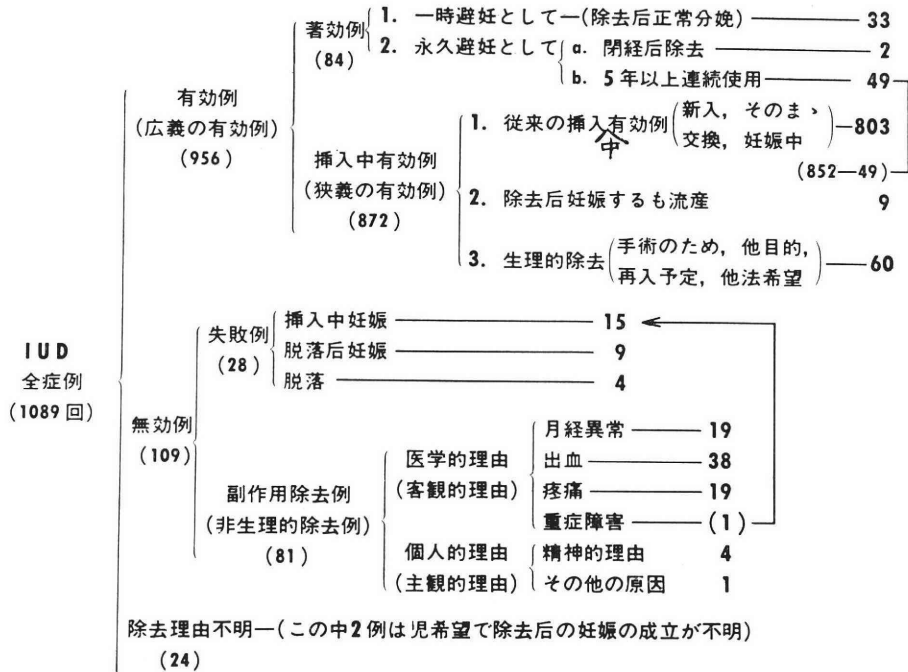 著効例
(84)
1. 一時避妊として—(除去后正常分娩) 33
2. 永久避妊として
a. 閉経后除去 2
b. 5年以上連続使用 49
有効例
(広義の有効例)
(956)
挿入中有効例
(狭義の有効例)
(872)
1. 従来の挿入中有効例
(新入, そのまゝ
交換, 妊娠中) 803
(852—49)
2. 除去后妊娠するも流産 9
3. 生理的除去
(手術のため, 他目的,
再入予定, 他法希望) 60
IUD
全症例
(1089回)
無効例
(109)
失敗例
(28)
挿入中妊娠 15
脱落后妊娠 9
脱落 4
副作用除去例
(非生理的除去例)
(81)
医学的理由
(客観的理由)
月経異常 19
出血 38
疼痛 19
重症障害 (1)
個人的理由
(主観的理由)
精神的理由 4
その他の原因 1
除去理由不明—(この中2例は児希望で除去后の妊娠の成立が不明)
(24)